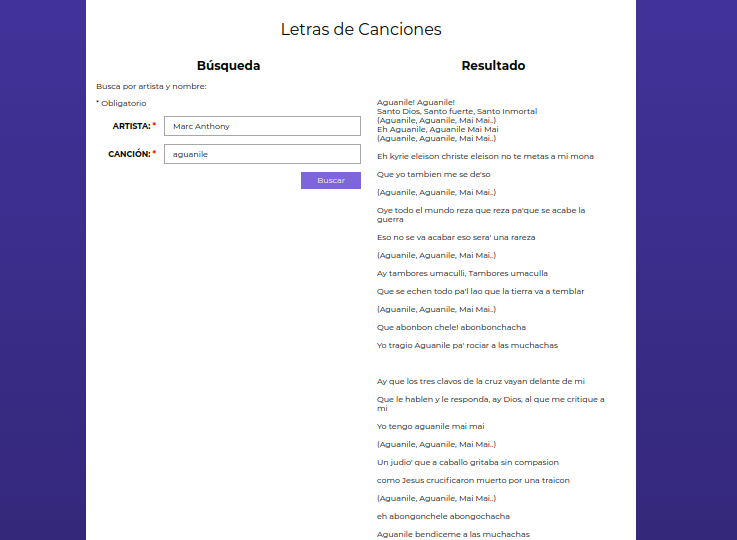 Letras de Canciones
Búsqueda
Busca por artista y nombre:
* Obligatorio
ARTISTA: *
Marc Anthony
CANCIÓN: *
aguanile
Buscar
Resultado
Aguanile! Aguanile!
Santo Dios, Santo fuerte, Santo Inmortal
(Aguanile, Aguanile, Mai Mai..)
Eh Aguanile, Aguanile Mai Mai
(Aguanile, Aguanile, Mai Mai..)
Eh kyrie eleison christe eleison no te metas a mi mona
Que yo tambien me se de'so
(Aguanile, Aguanile, Mai Mai..)
Oye todo el mundo reza que reza pa'que se acabe la
guerra
Eso no se va acabar eso sera' una rareza
(Aguanile, Aguanile, Mai Mai..)
Ay tambores umaculli, Tambores umaculla
Que se echen todo pa'l lao que la tierra va a temblar
(Aguanile, Aguanile, Mai Mai..)
Que abonbon chele! abonbonchacha
Yo tragio Aguanile pa' rociar a las muchachas
Ay que los tres clavos de la cruz vayan delante de mi
Que le hablen y le responda, ay Dios, al que me critique a
mi
Yo tengo aguanile mai mai
(Aguanile, Aguanile, Mai Mai..)
Un judio' que a caballo gritaba sin compasion
como Jesus crucificaron muerto por una traicon
(Aguanile, Aguanile, Mai Mai..)
eh abongonchele abongochacha
Aguanile bendiceme a las muchachas